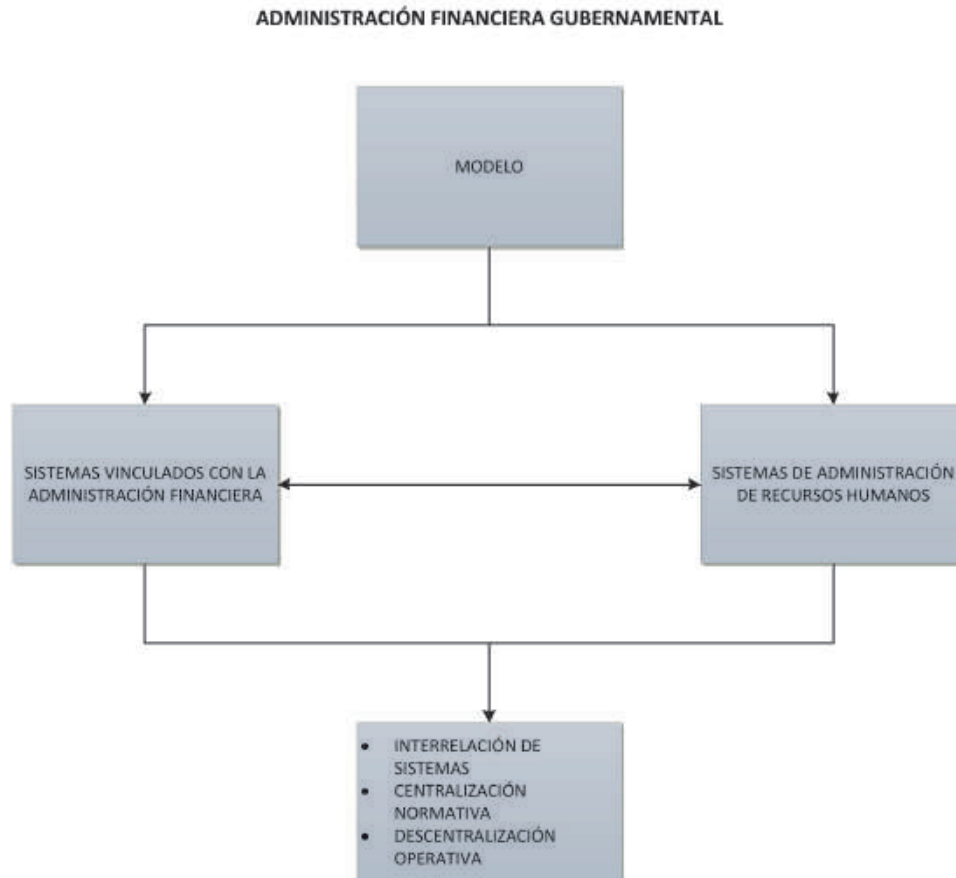 ADMINISTRACIÓN FINANCIERA GUBERNAMENTAL
MODELO
SISTEMAS VINCULADOS CON LA
ADMINISTRACIÓN FINANCIERA
SISTEMAS DE ADMINISTRACIÓN
DE RECURSOS HUMANOS
• INTERRELACIÓN DE
SISTEMAS
• CENTRALIZACIÓN
NORMATIVA
• DESCENTRALIZACIÓN
OPERATIVA